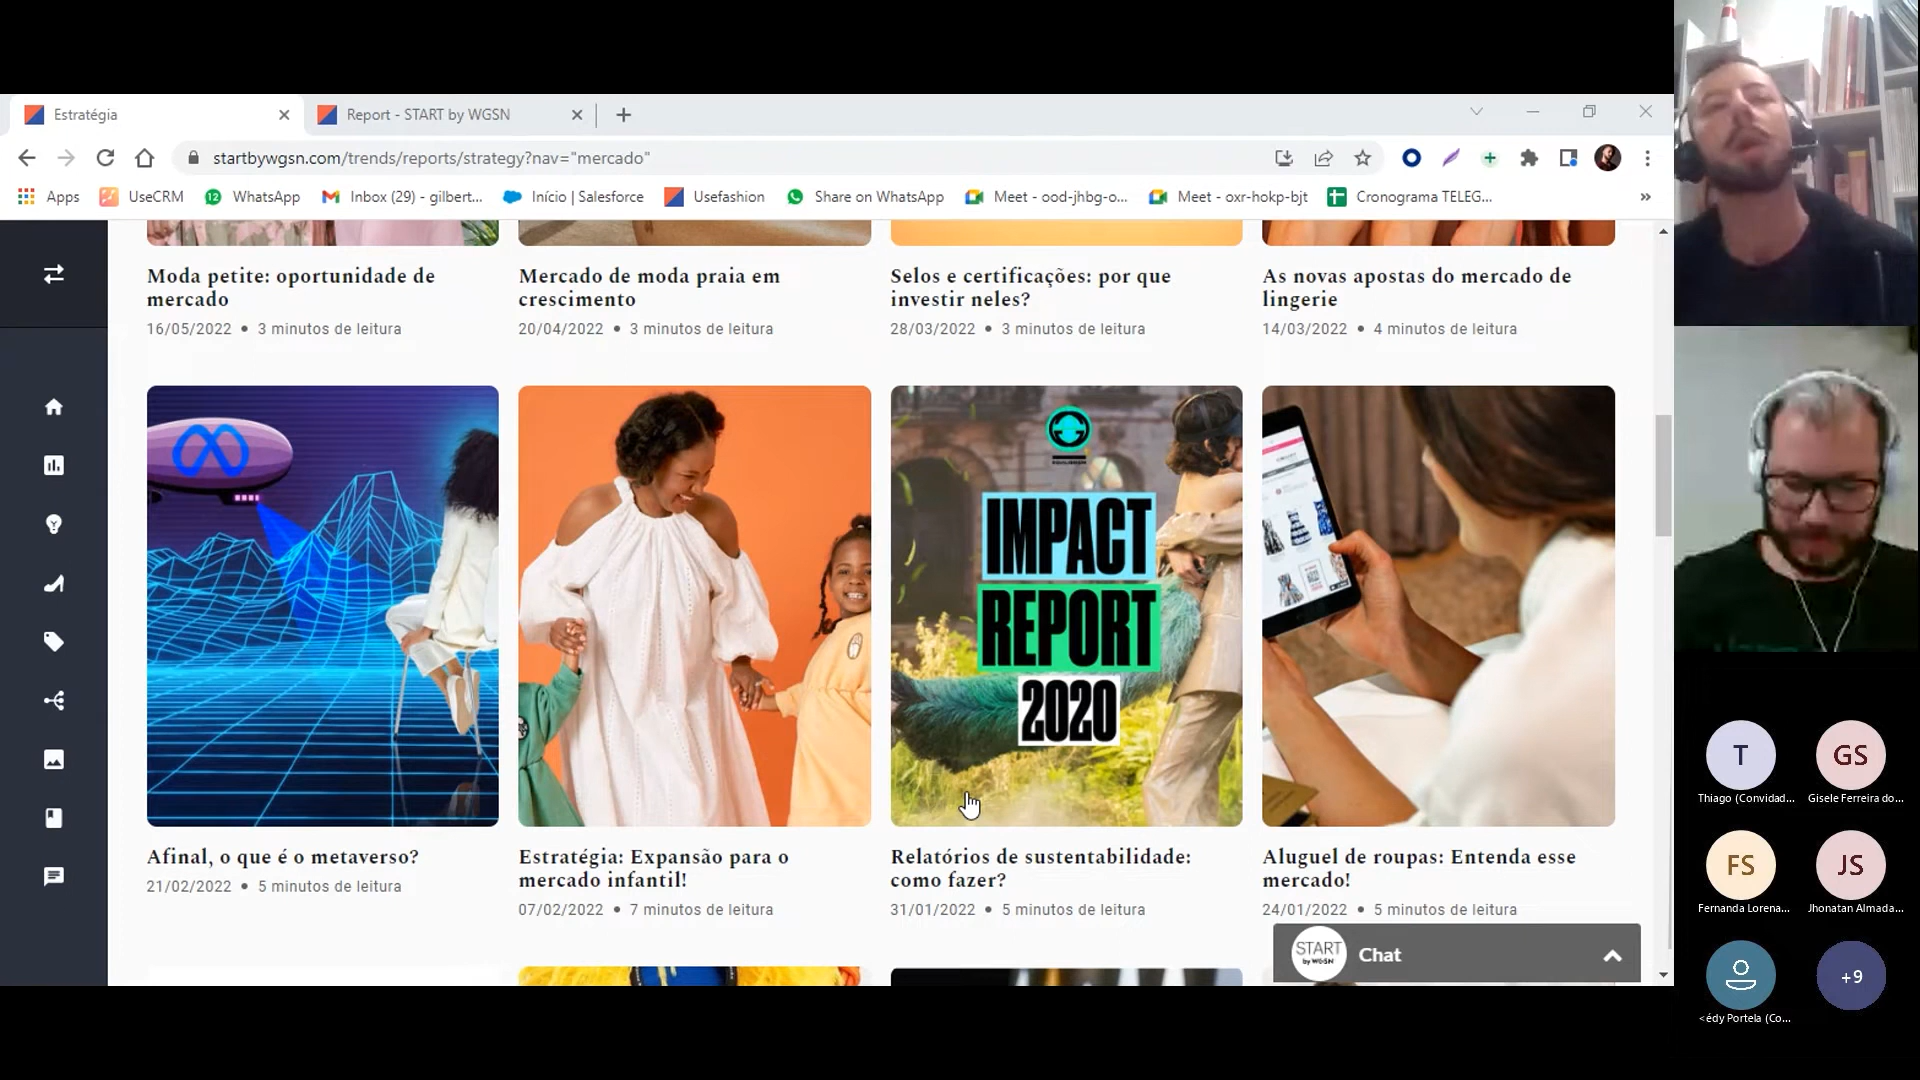 Estratégia
Report - START by WGSN
startbywgsn.com/trends/reports/strategy?nav="mercado"
Apps
UseCRM
12
WhatsApp
Inbox (29) - gilbert...
Início | Salesforce
Usefashion
Share on WhatsApp
Meet - ood-jhbg-o...
Meet - oxr-hokp-bjt
Cronograma TELEG...
»
Moda petite: oportunidade de
mercado
16/05/2022 • 3 minutos de leitura
Mercado de moda praia em
crescimento
20/04/2022 • 3 minutos de leitura
Selos e certificações: por que
investir neles?
28/03/2022 • 3 minutos de leitura
As novas apostas do mercado de
lingerie
14/03/2022 • 4 minutos de leitura
IMPACT
REPORT
2020
Afinal, o que é o metaverso?
21/02/2022 • 5 minutos de leitura
Estratégia: Expansão para o
mercado infantil!
07/02/2022 • 7 minutos de leitura
Relatórios de sustentabilidade:
como fazer?
31/01/2022 • 5 minutos de leitura
Aluguel de roupas: Entenda esse
mercado!
24/01/2022 • 5 minutos de leitura
START
by WGSN
Chat
T
Thiago (Convidad...
GS
Gisele Ferreira do...
FS
Fernanda Lorena...
JS
Jhonatan Almada...
<édy Portela (Co...
+9